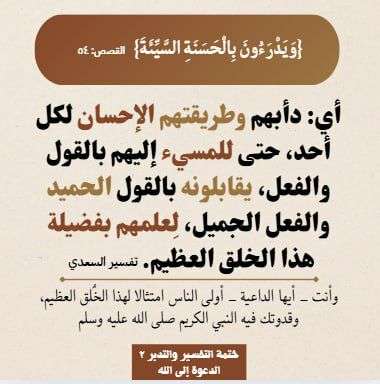 {وَيَدْرَءُونَ بِالْحَسَنَةِ السَّيِّئَةَ} القصص: ٥٤
أي: دأبهم وطريقتهم الإحسان لكل
أحد، حتى للمسيء إليهم بالقول
والفعل، يقابلونه بالقول الحميد
والفعل الجميل، لِعلمهم بفضيلة
هذا الخلق العظيم. تفسير السعدي
وأنت _ أيها الداعية _ أولى الناس امتثالا لهذا الخُلق العظيم،
وقدوتك فيه النبي الكريم صلى الله عليه وسلم
ختمة التفسير والتدبر ٢
الدعوة إلى الله